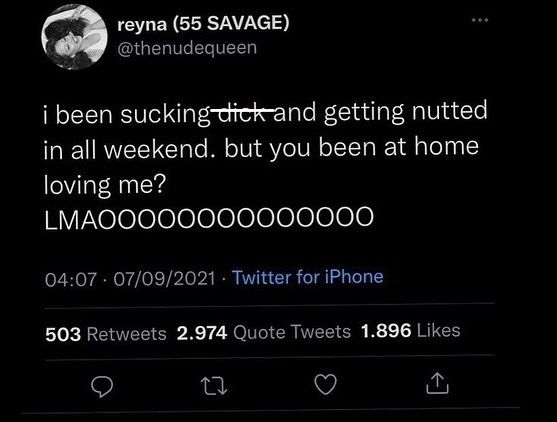 reyna (55 SAVAGE)
@thenudequeen
i been sucking dick and getting nutted
in all weekend. but you been at home
loving me?
LMAOOOOOOOOOOOOOO
04:07 · 07/09/2021 · Twitter for iPhone
503 Retweets 2.974 Quote Tweets 1.896 Likes